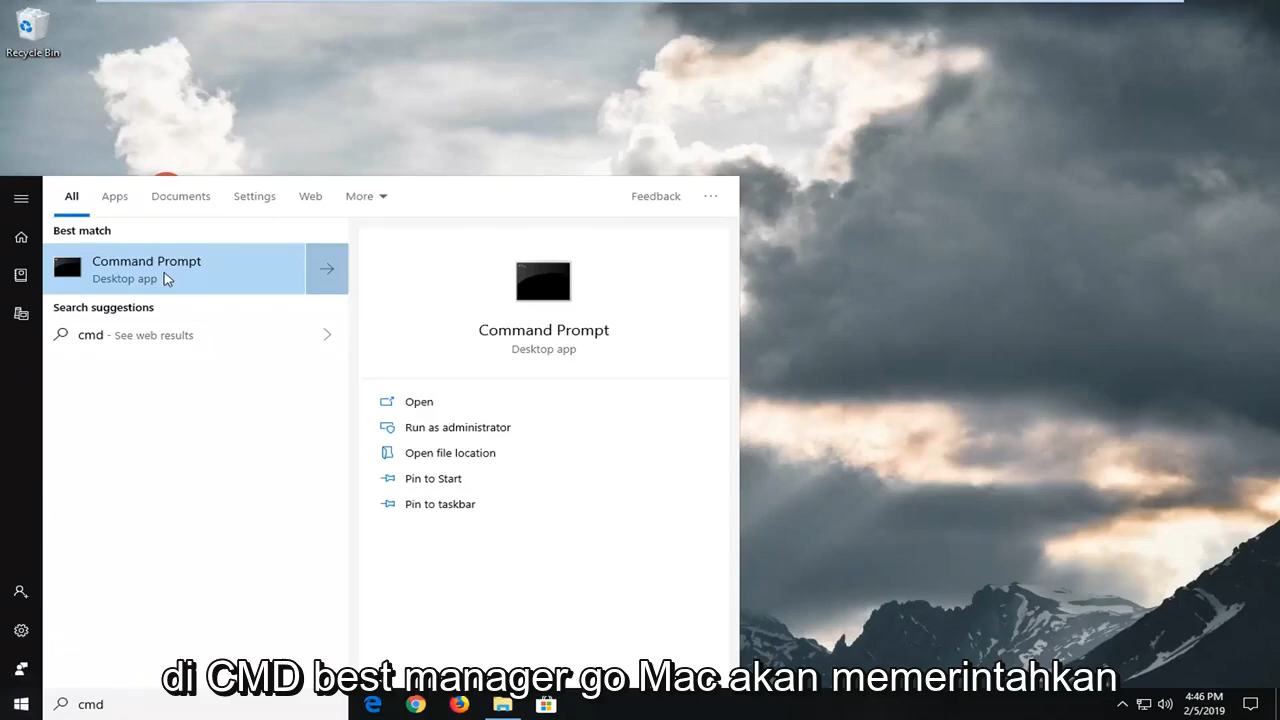 Recycle Bin
All Apps Documents Settings Web More Feedback ...
Best match
Command Prompt
Desktop app
Search suggestions
cmd - See web results
Command Prompt
Desktop app
Open
Run as administrator
Open file location
Pin to Start
Pin to taskbar
di CMD best manager go Mac akan memerintahkan
cmd
4:46 PM
2/5/2019